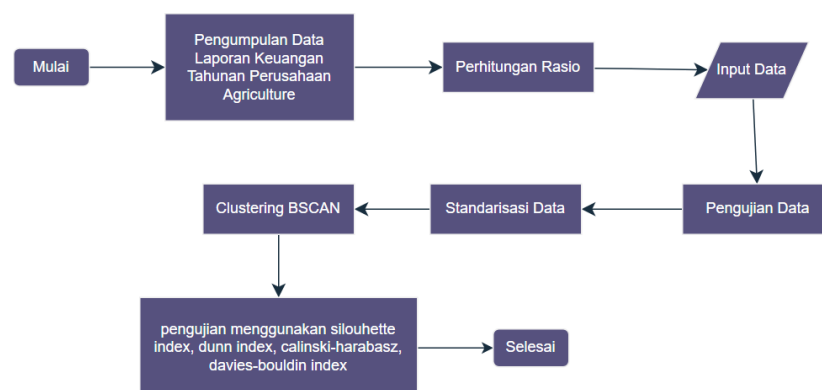 Mulai
Pengumpulan Data
Laporan Keuangan
Tahunan Perusahaan
Agriculture
Perhitungan Rasio
Input Data
Clustering BSCAN
Standarisasi Data
Pengujian Data
pengujian menggunakan silouhette
index, dunn index, calinski-harabasz,
davies-bouldin index
Selesai